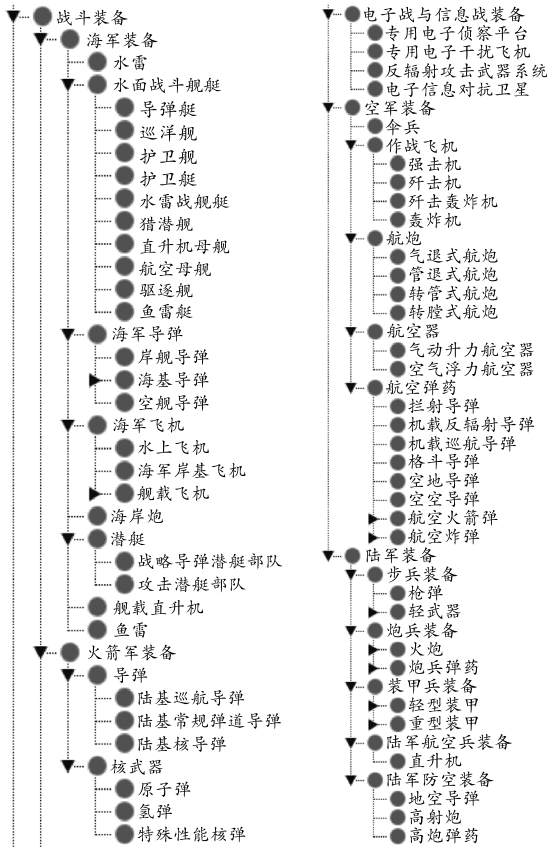 战斗装备
海军装备
水雷
水面战斗舰艇
导弹艇
巡洋舰
护卫舰
护卫艇
水雷战舰艇
猎潜舰
直升机母舰
航空母舰
驱逐舰
鱼雷艇
海军导弹
岸舰导弹
海基导弹
空舰导弹
海军飞机
水上飞机
海军岸基飞机
舰载飞机
海岸炮
潜艇
战略导弹潜艇部队
攻击潜艇部队
舰载直升机
鱼雷
火箭军装备
导弹
陆基巡航导弹
陆基常规弹道导弹
陆基核导弹
核武器
原子弹
氢弹
特殊性能核弹
电子战与信息战装备
专用电子侦察平台
专用电子干扰飞机
反辐射攻击武器系统
电子信息对抗卫星
空军装备
伞兵
作战飞机
强击机
歼击机
歼击轰炸机
轰炸机
航炮
气退式航炮
管退式航炮
转管式航炮
转膛式航炮
航空器
气动升力航空器
空气浮力航空器
航空弹药
拦射导弹
机载反辐射导弹
机载巡航导弹
格斗导弹
空地导弹
空空导弹
航空火箭弹
航空炸弹
陆军装备
步兵装备
枪弹
轻武器
炮兵装备
火炮
炮兵弹药
装甲兵装备
轻型装甲
重型装甲
陆军航空兵装备
直升机
陆军防空装备
地空导弹
高射炮
高炮弹药